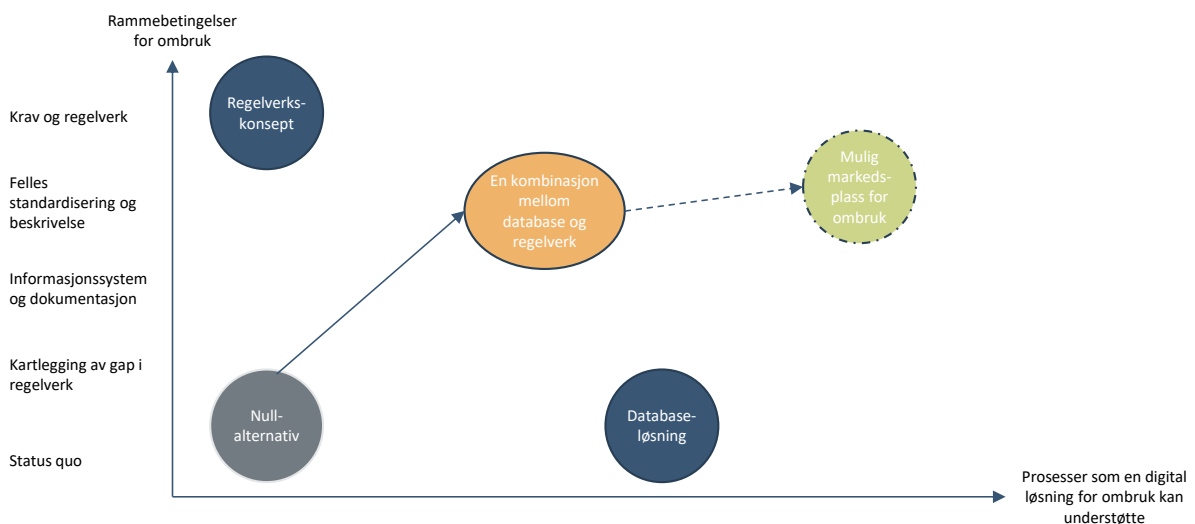 Rammebetingelser
for ombruk
Krav og regelverk
Regelverks-
konsept
Felles
standardisering og
beskrivelse
En kombinasjon
mellom
database og
regelverk
Mulig
markeds-
plass for
ombruk
Informasjonssystem
og dokumentasjon
Kartlegging av gap i
regelverk
Null-
alternativ
Database-
løsning
Status quo
Prosesser som en digital
løsning for ombruk kan
understøtte